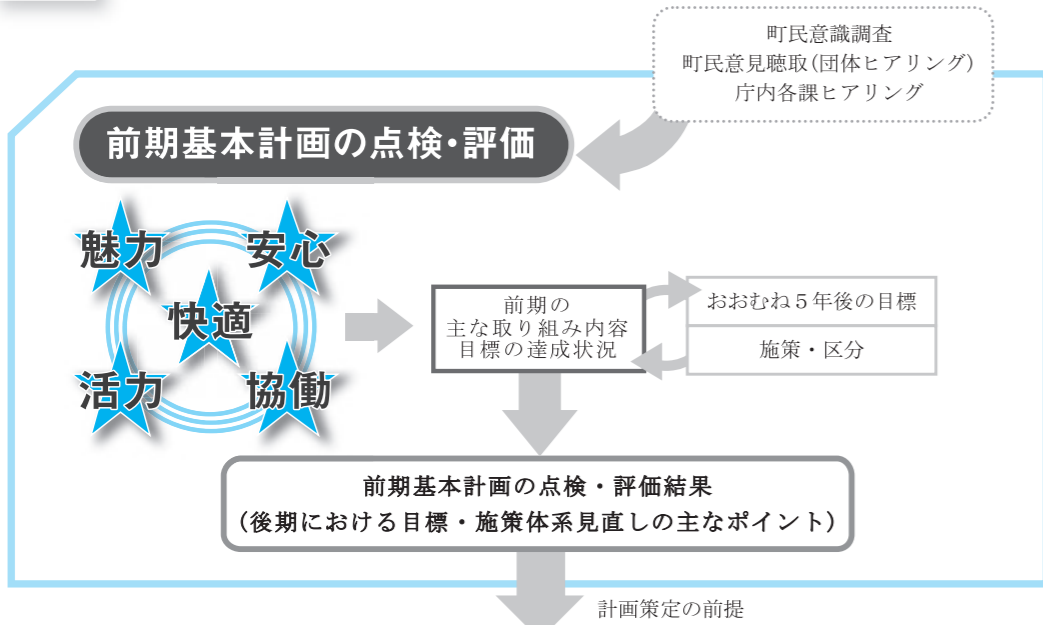 町民意識調査
町民意見聴取(団体ヒアリング)
庁内各課ヒアリング
前期基本計画の点検・評価
魅力
安心
快適
活力
協働
前期の
主な取り組み内容
目標の達成状況
おおむね５年後の目標
施策・区分
前期基本計画の点検・評価結果
(後期における目標・施策体系見直しの主なポイント)
計画策定の前提